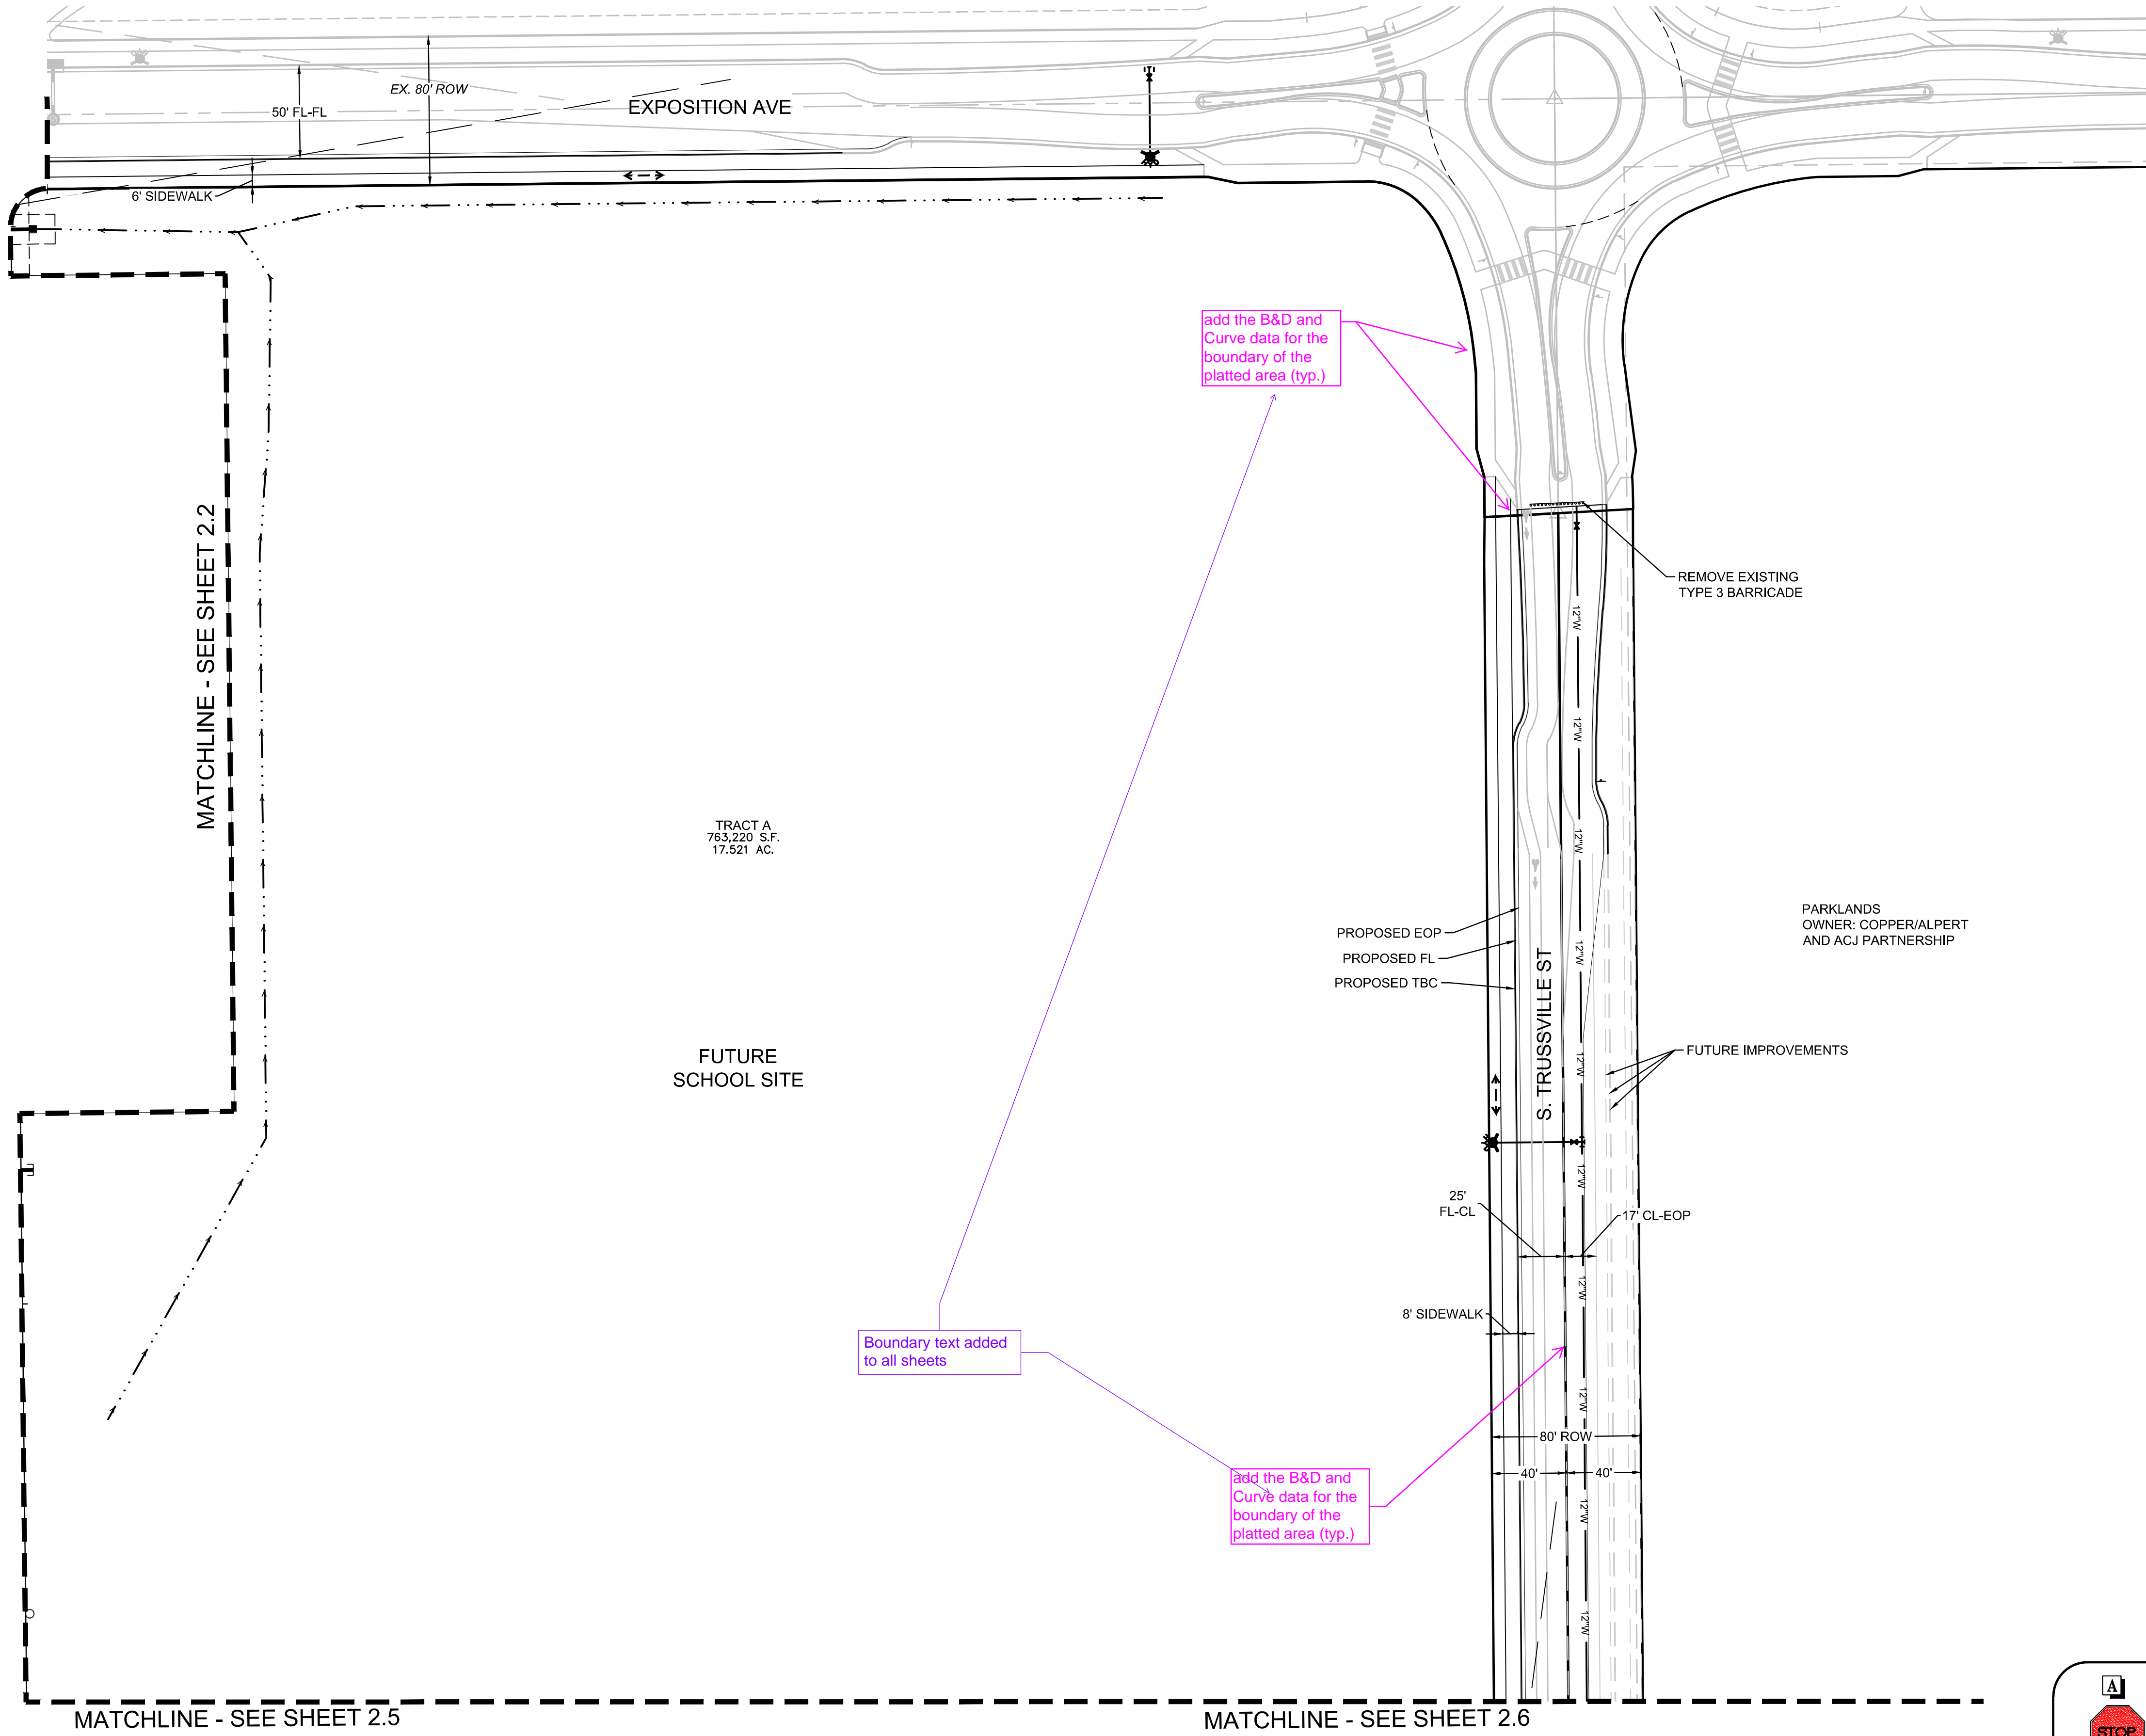 EX. 80' ROW
50' FL-FL
EXPOSITION AVE
6' SIDEWALK
add the B&D and
Curve data for the
boundary of the
platted area (typ.)
MATCHLINE - SEE SHEET 2.2
REMOVE EXISTING
TYPE 3 BARRICADE
12"W
12"W
12"W
12"W
12"W
12"W
12"W
12"W
12"W
12"W
TRACT A
763,220 S.F.
17.521 AC.
PROPOSED EOP
PROPOSED FL
PROPOSED TBC
S. TRUSSVILLE ST
PARKLANDS
OWNER: COPPER/ALPERT
AND ACJ PARTNERSHIP
FUTURE
SCHOOL SITE
FUTURE IMPROVEMENTS
25'
FL-CL
17' CL-EOP
8' SIDEWALK
Boundary text added
to all sheets
80' ROW
40'
40'
add the B&D and
Curve data for the
boundary of the
platted area (typ.)
MATCHLINE - SEE SHEET 2.5
MATCHLINE - SEE SHEET 2.6
A
STOP